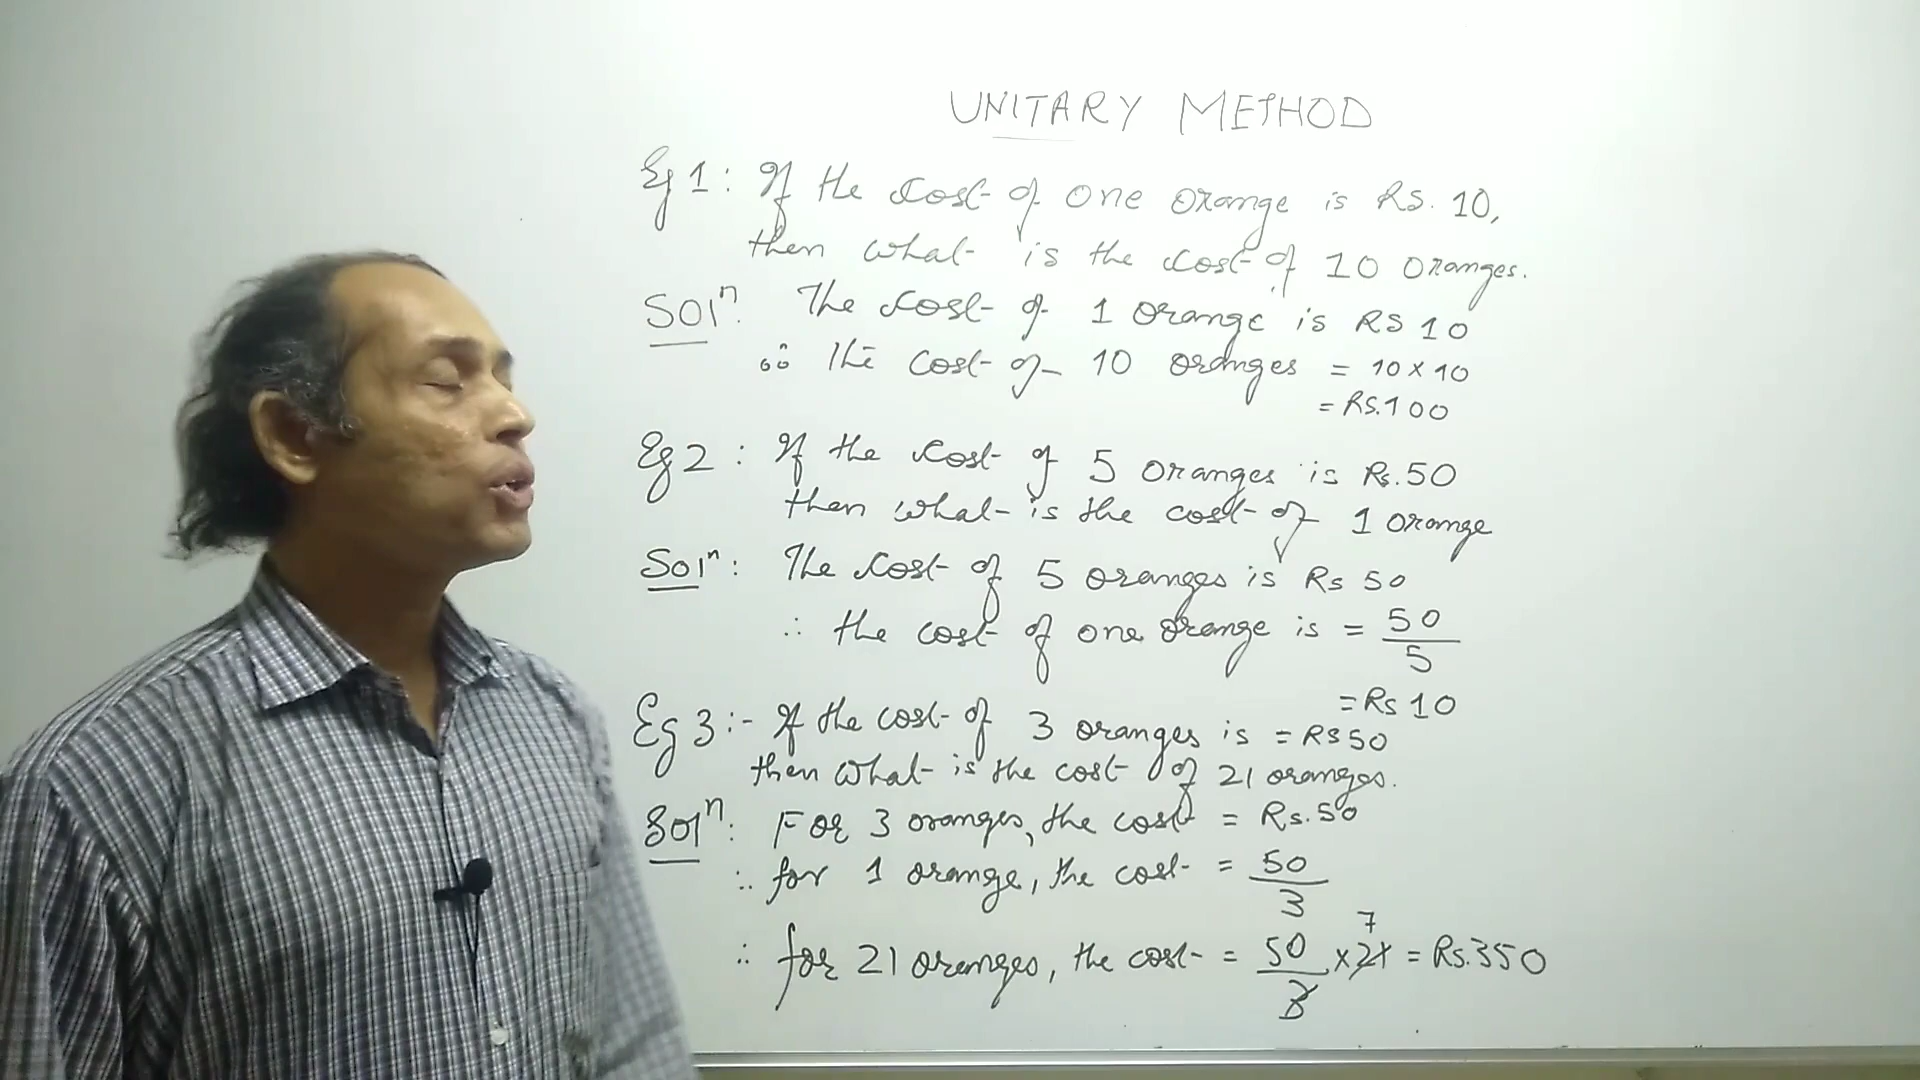 UNITARY METHOD
Eg 1: If the cost of one orange is Rs. 10,
then what is the cost of 10 oranges.
Solⁿ: The cost of 1 orange is RS 10
∴ The cost of 10 oranges = 10 × 10
= RS.100
Eg 2 : If the cost of 5 oranges is Rs.50
then what is the cost of 1 orange
Solⁿ: The cost of 5 oranges is Rs 50
∴ the cost of one orange is = 50/5
= Rs 10
Eg 3:- If the cost of 3 oranges is = RS 50
then what is the cost of 21 oranges.
Solⁿ: For 3 oranges, the cost = Rs.50
∴ for 1 orange, the cost = 50/3
7
∴ for 21 oranges, the cost = 50/3 × 21 = Rs.350